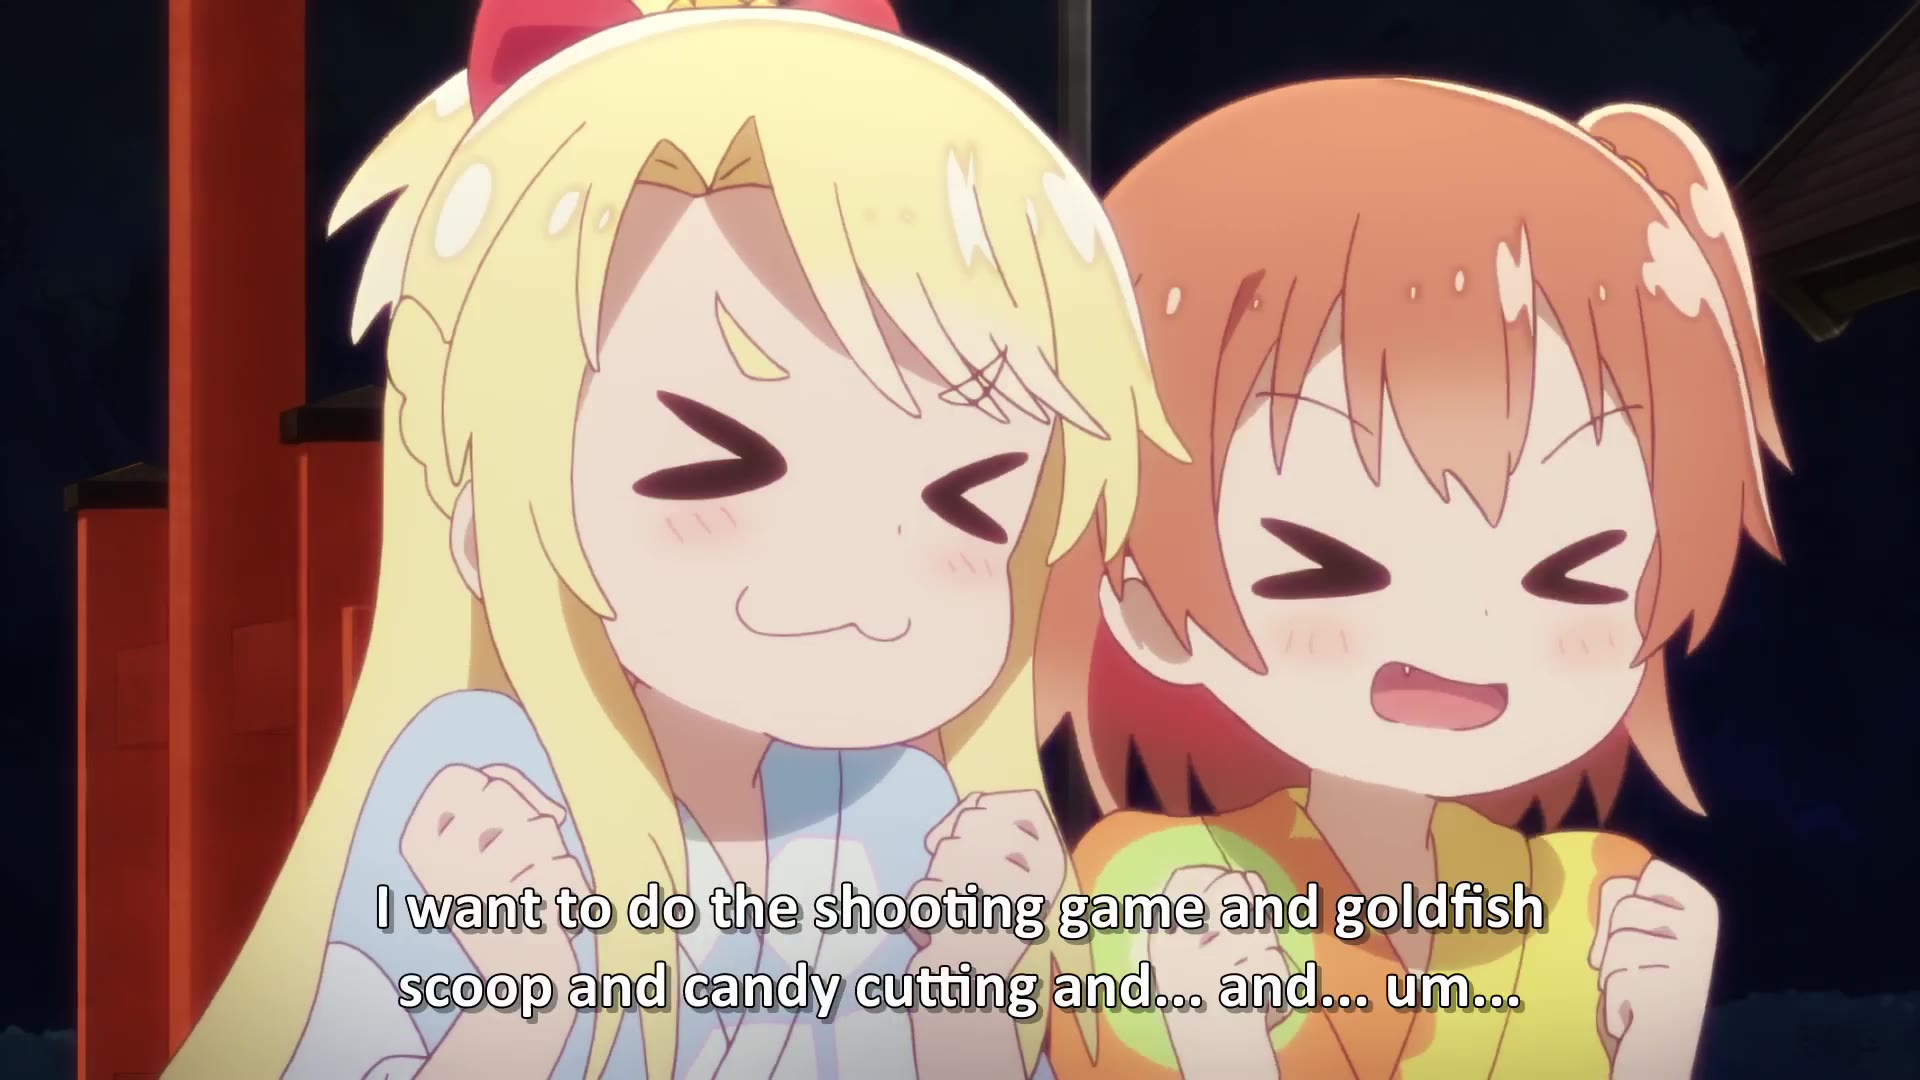 I want to do the shooting game and goldfish
scoop and candy cutting and... and... um...